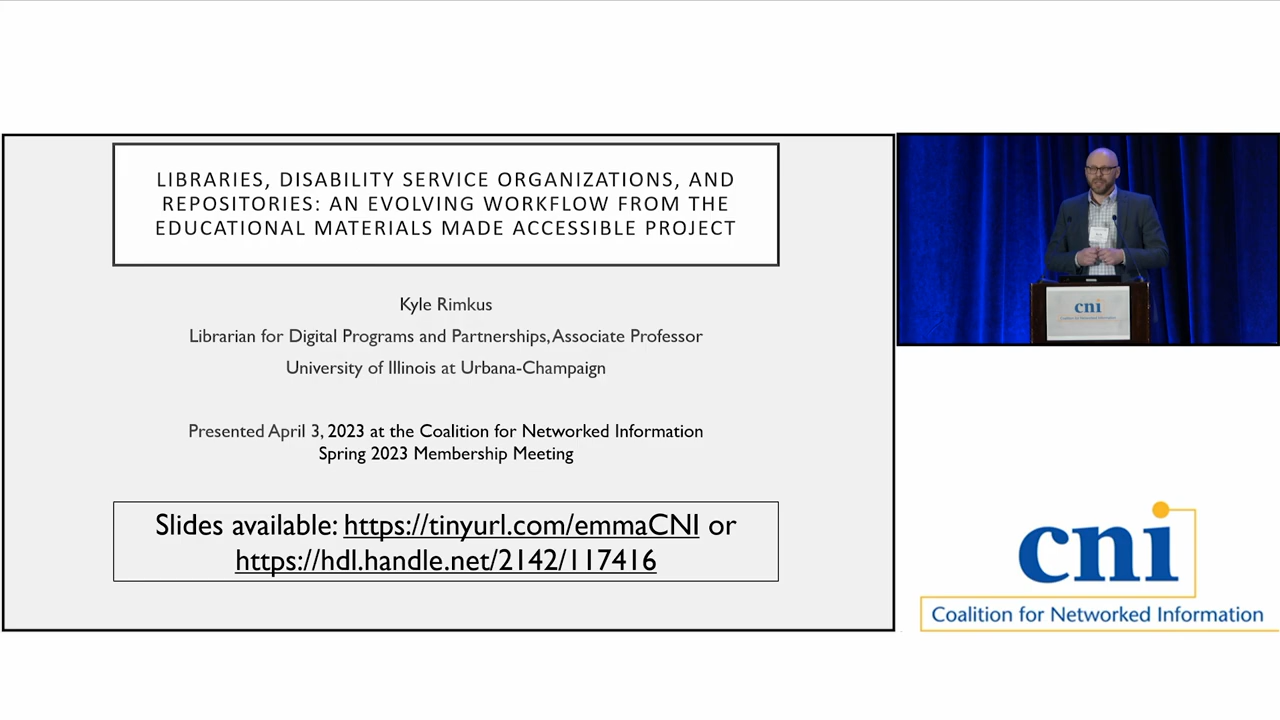 LIBRARIES, DISABILITY SERVICE ORGANIZATIONS, AND
REPOSITORIES: AN EVOLVING WORKFLOW FROM THE
EDUCATIONAL MATERIALS MADE ACCESSIBLE PROJECT
Kyle Rimkus
Librarian for Digital Programs and Partnerships, Associate Professor
University of Illinois at Urbana-Champaign
Presented April 3, 2023 at the Coalition for Networked Information
Spring 2023 Membership Meeting
Slides available: https://tinyurl.com/emmaCNI or
https://hdl.handle.net/2142/117416
cni
cni
Coalition for Networked Information